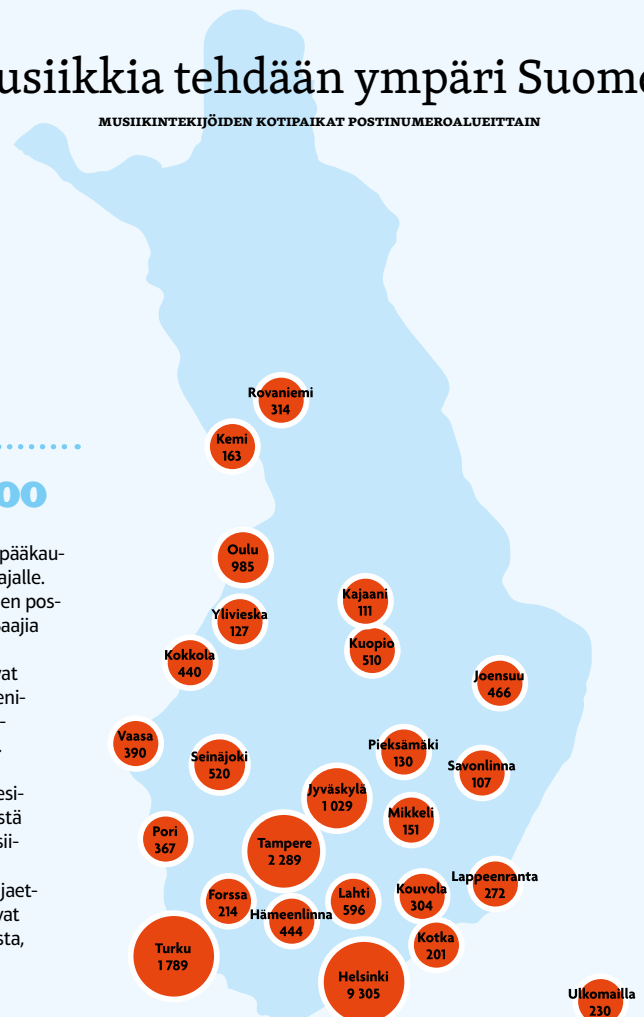 usiikkia tehdään ympäri Suome
MUSIIKINTEKIJÖIDEN KOTIPAIKAT POSTINUMEROALUEITTAIN
Rovaniemi
314
Kemi
163
00
pääkau-
ajalle.
en pos-
aajia
vat
eni-
-
esi-
stä
sii-
jaet-
vat
sta,
Oulu
985
Kajaani
111
Ylivieska
127
Kuopio
510
Kokkola
440
Joensuu
466
Vaasa
390
Pieksämäki
130
Seinäjoki
520
Savonlinna
107
Jyväskylä
1 029
Mikkeli
151
Pori
367
Tampere
2 289
Lappeenranta
272
Forssa
214
Lahti
596
Kouvola
304
Hämeenlinna
444
Kotka
201
Turku
1 789
Helsinki
9 305
Ulkomailla
230